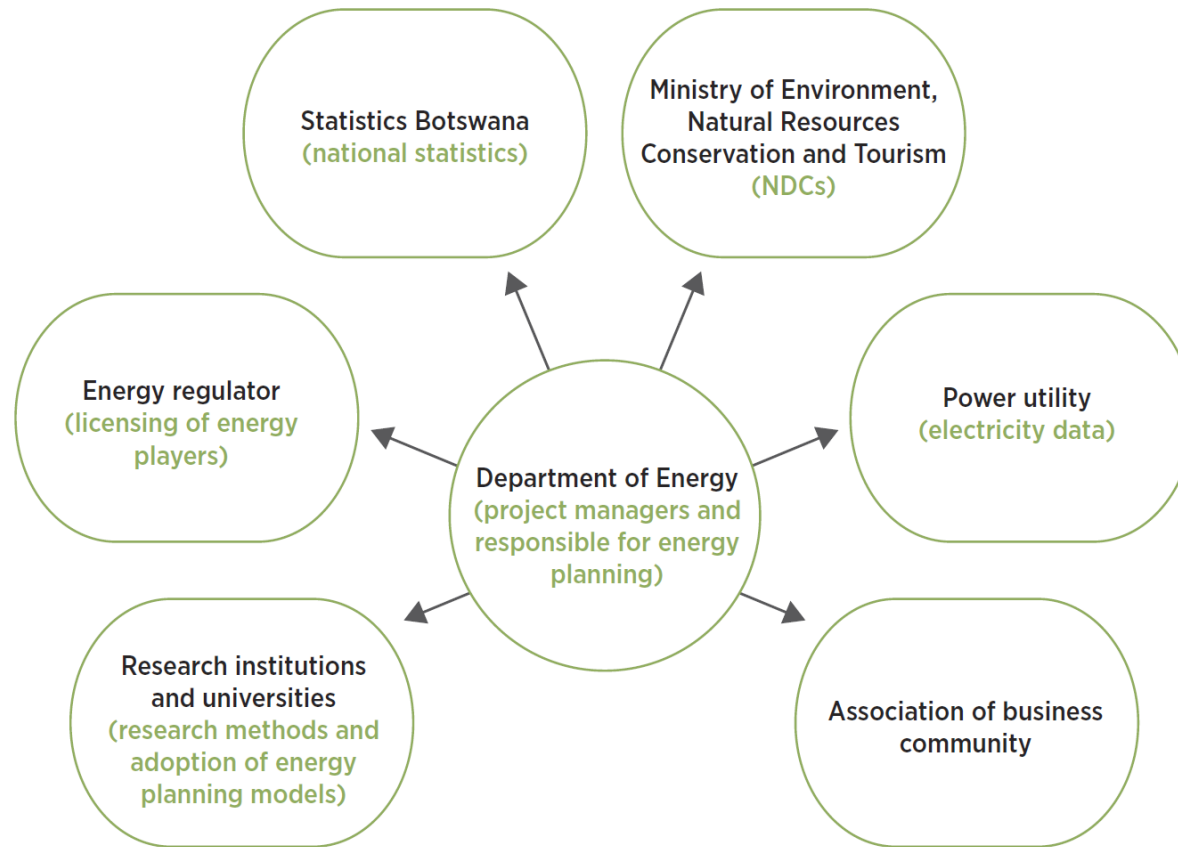 Statistics Botswana
(national statistics)
Ministry of Environment,
Natural Resources
Conservation and Tourism
(NDCs)
Energy regulator
(licensing of energy
players)
Power utility
(electricity data)
Department of Energy
(project managers and
responsible for energy
planning)
Research institutions
and universities
(research methods and
adoption of energy
planning models)
Association of business
community